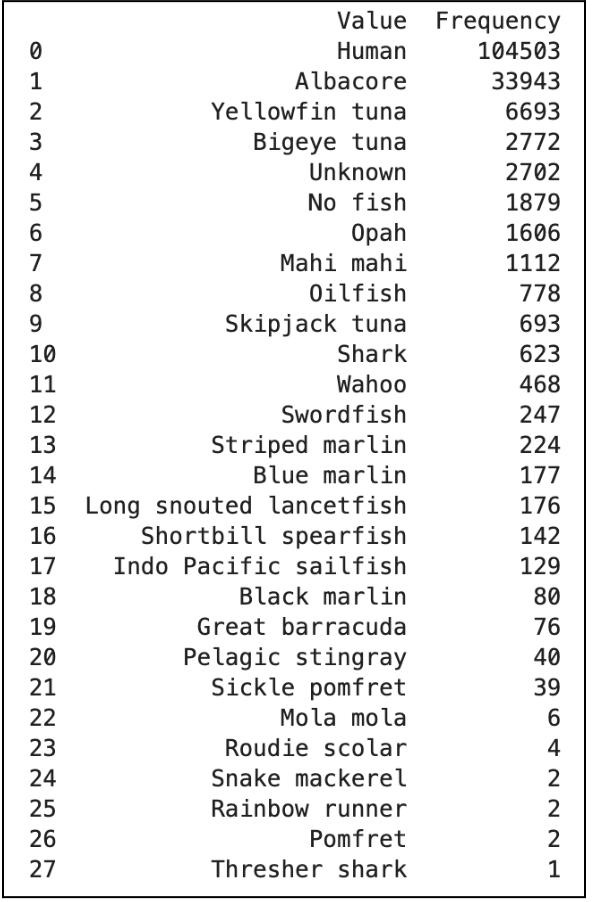 Value Frequency
0 Human 104503
1 Albacore 33943
2 Yellowfin tuna 6693
3 Bigeye tuna 2772
4 Unknown 2702
5 No fish 1879
6 Opah 1606
7 Mahi mahi 1112
8 Oilfish 778
9 Skipjack tuna 693
10 Shark 623
11 Wahoo 468
12 Swordfish 247
13 Striped marlin 224
14 Blue marlin 177
15 Long snouted lancetfish 176
16 Shortbill spearfish 142
17 Indo Pacific sailfish 129
18 Black marlin 80
19 Great barracuda 76
20 Pelagic stingray 40
21 Sickle pomfret 39
22 Mola mola 6
23 Roudie scolar 4
24 Snake mackerel 2
25 Rainbow runner 2
26 Pomfret 2
27 Thresher shark 1